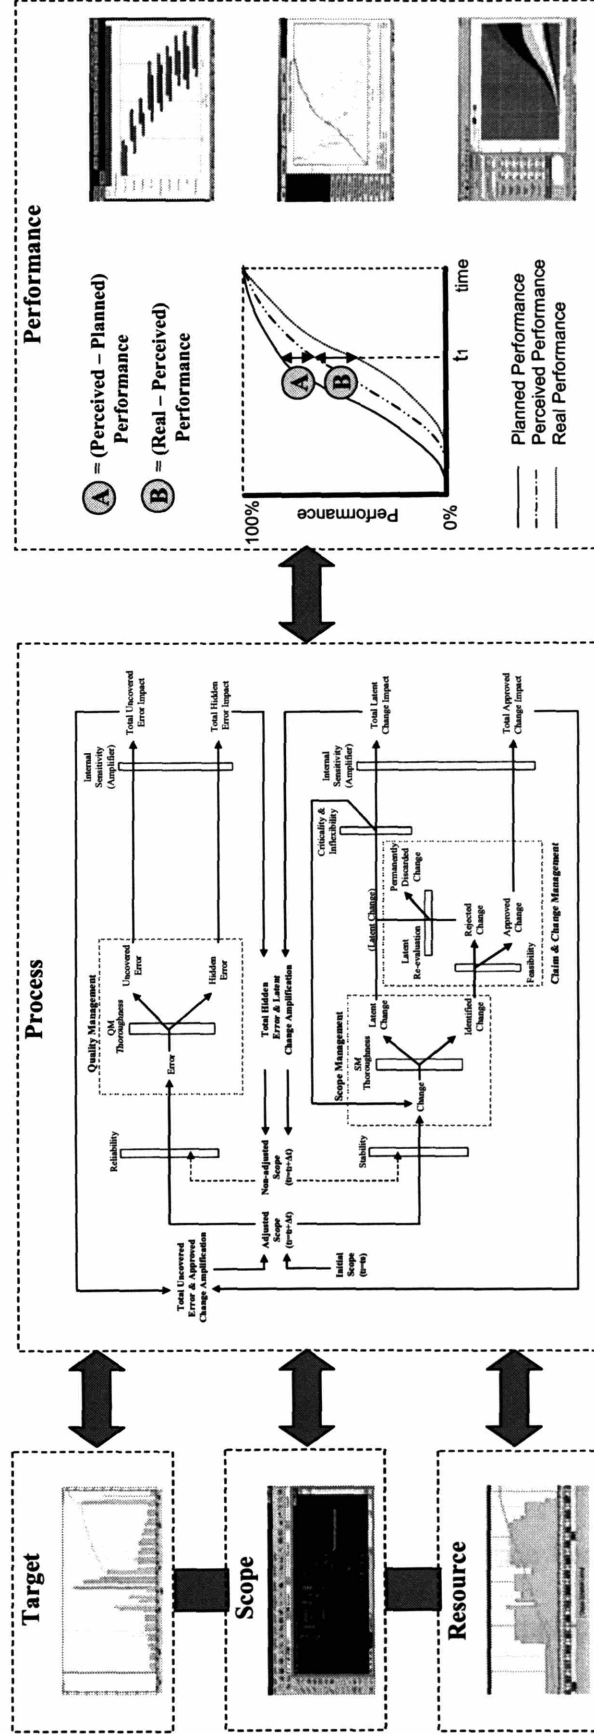 Target
Scope
Resource
Process
Total Uncovered
Error & Approved
Change Amplification
Adjusted
Scope
(t=t1+Δt)
Initial
Scope
(t=t0)
Non-adjusted
Scope
Reliability
Stability
Quality Management
QM
Thoroughness
Error
Uncovered
Error
Hidden
Error
Total Hidden
Error & Latent
Change Amplification
Scope Management
SM
Thoroughness
Change
Latent
Change
Identified
Change
(Latent Change)
Latent
Re-evaluation
Permanently
Discarded
Change
Rejected
Change
Approved
Change
Feasibility
Claim & Change Management
Criticality &
Inflexibility
Internal
Sensitivity
(Amplifier)
Total Uncovered
Error Impact
Total Hidden
Error Impact
Internal
Sensitivity
(Amplifier)
Total Latent
Change Impact
Total Approved
Change Impact
Performance
A = (Perceived – Planned)
Performance
B = (Real – Perceived)
Performance
100%
Performance
0%
A
B
t1
time
Planned Performance
Perceived Performance
Real Performance